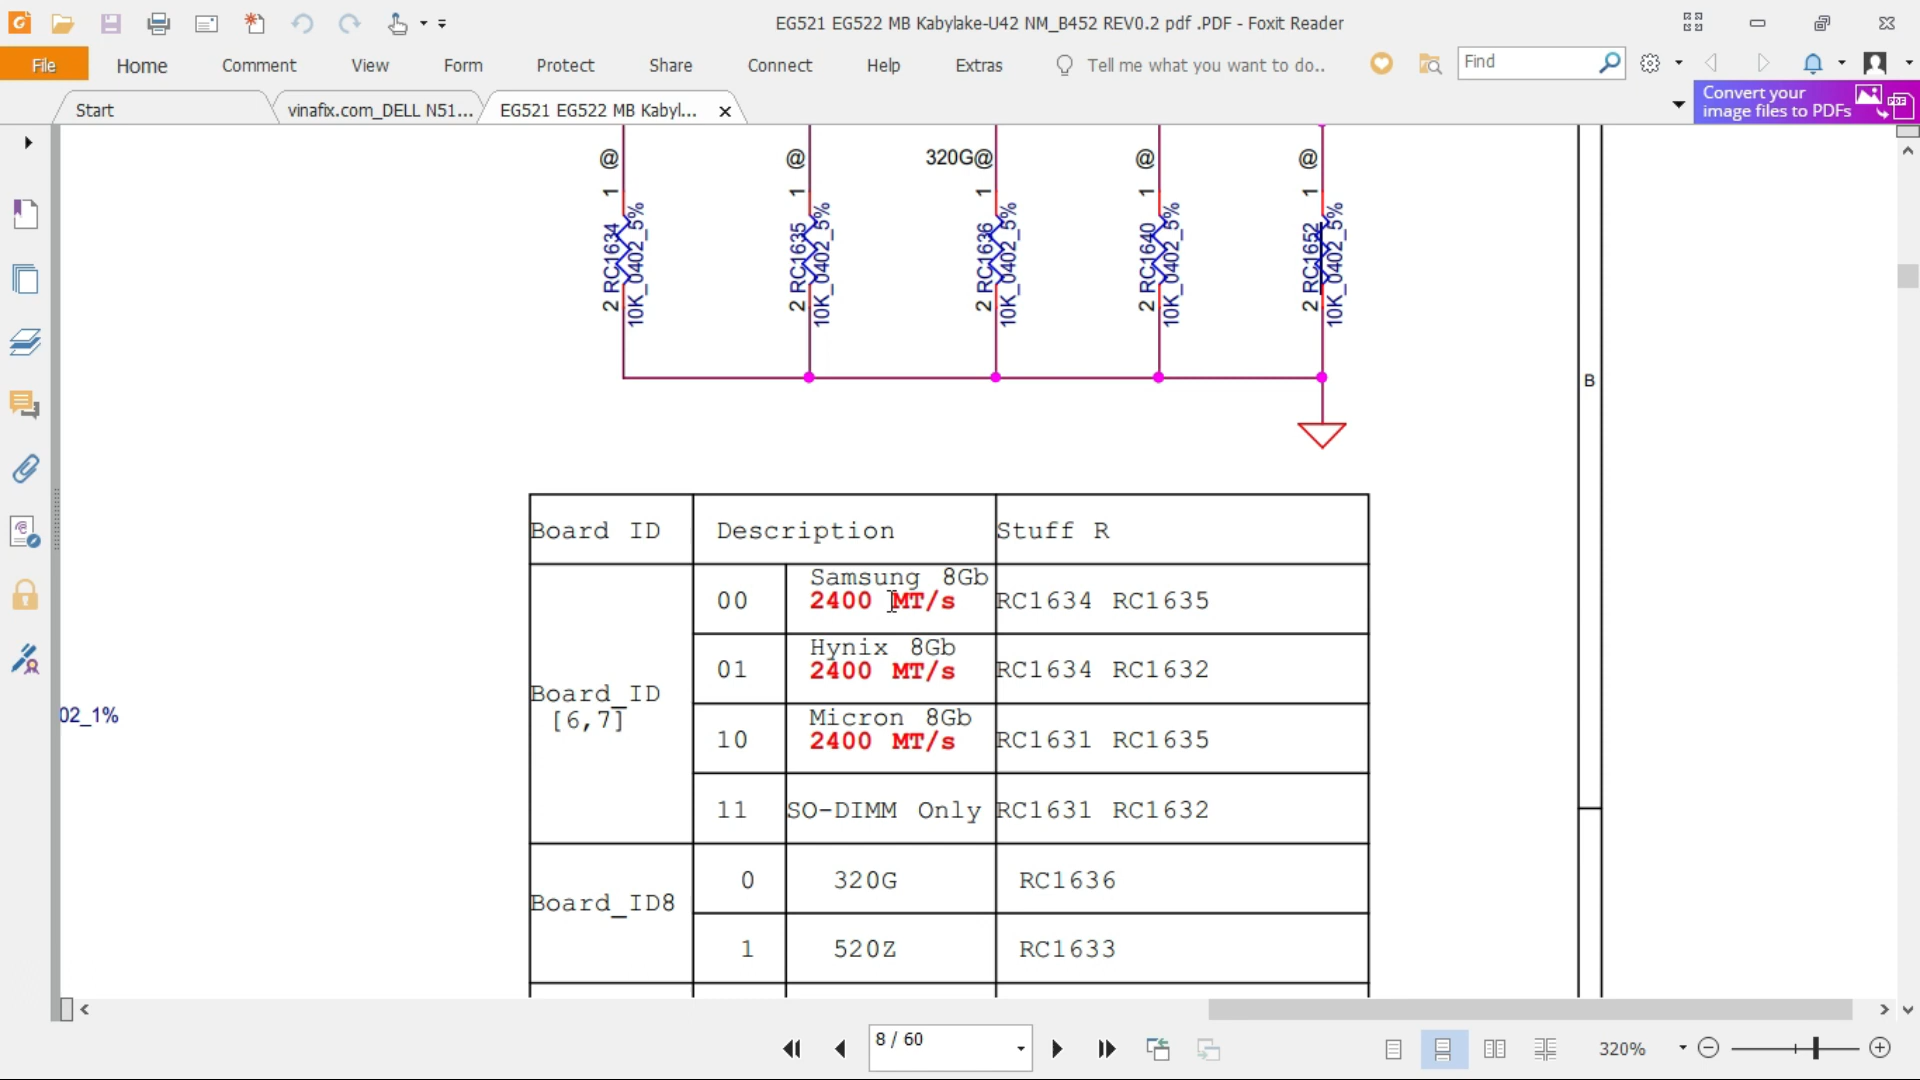 EG521 EG522 MB Kabylake-U42 NM_B452 REV0.2 pdf .PDF - Foxit Reader
File Home Comment View Form Protect Share Connect Help Extras Tell me what you want to do.. Find
Start vinafix.com_DELL N51... EG521 EG522 MB Kabyl... Convert your image files to PDFs
@ @ 320G@ @ @
1 1 1 1 1
RC1634 RC1635 RC1636 RC1640 RC1652
10K_0402_5% 10K_0402_5% 10K_0402_5% 10K_0402_5% 10K_0402_5%
2 2 2 2 2
B
Board ID Description Stuff R
Board_ID [6,7]
00 Samsung 8Gb 2400 MT/s RC1634 RC1635
01 Hynix 8Gb 2400 MT/s RC1634 RC1632
10 Micron 8Gb 2400 MT/s RC1631 RC1635
11 SO-DIMM Only RC1631 RC1632
02_1%
Board_ID8
0 320G RC1636
1 520Z RC1633
8 / 60 320%